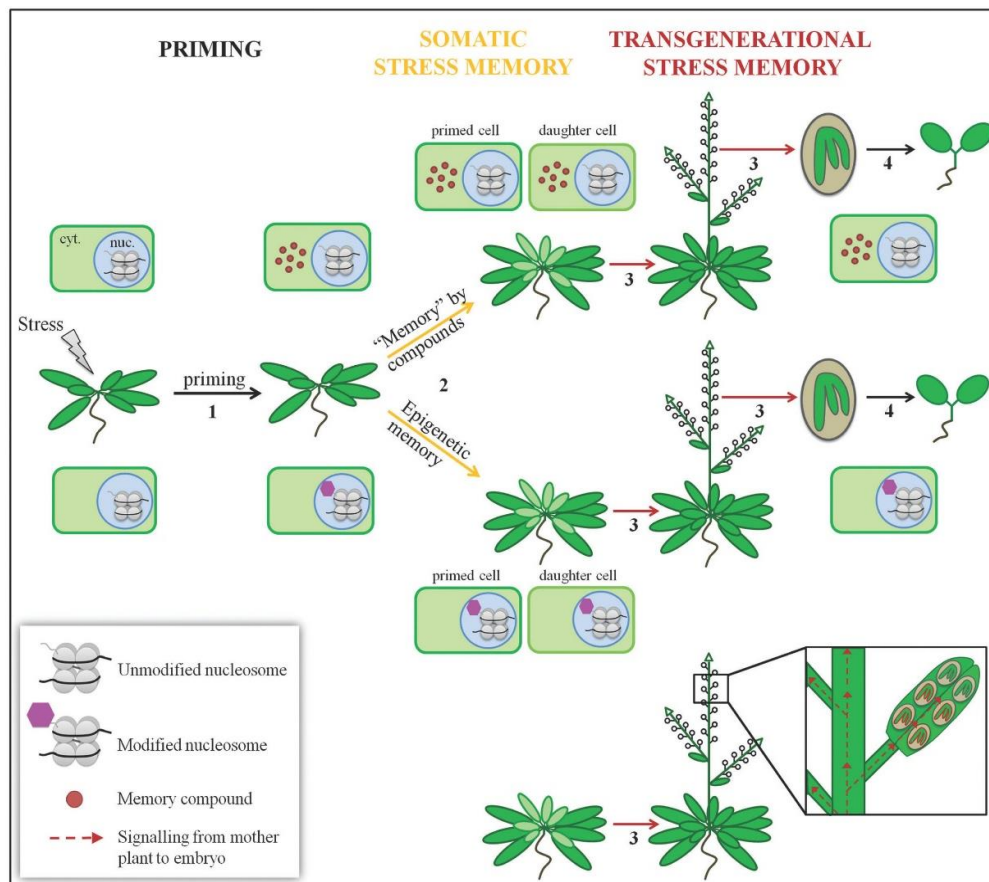 PRIMING
SOMATIC
STRESS MEMORY
TRANSGENERATIONAL
STRESS MEMORY
primed cell
daughter cell
3
4
cyt.
nuc.
Stress
priming
1
"Memory" by
compounds
2
Epigenetic
memory
3
3
4
3
primed cell
daughter cell
Unmodified nucleosome
Modified nucleosome
Memory compound
Signalling from mother
plant to embryo
3